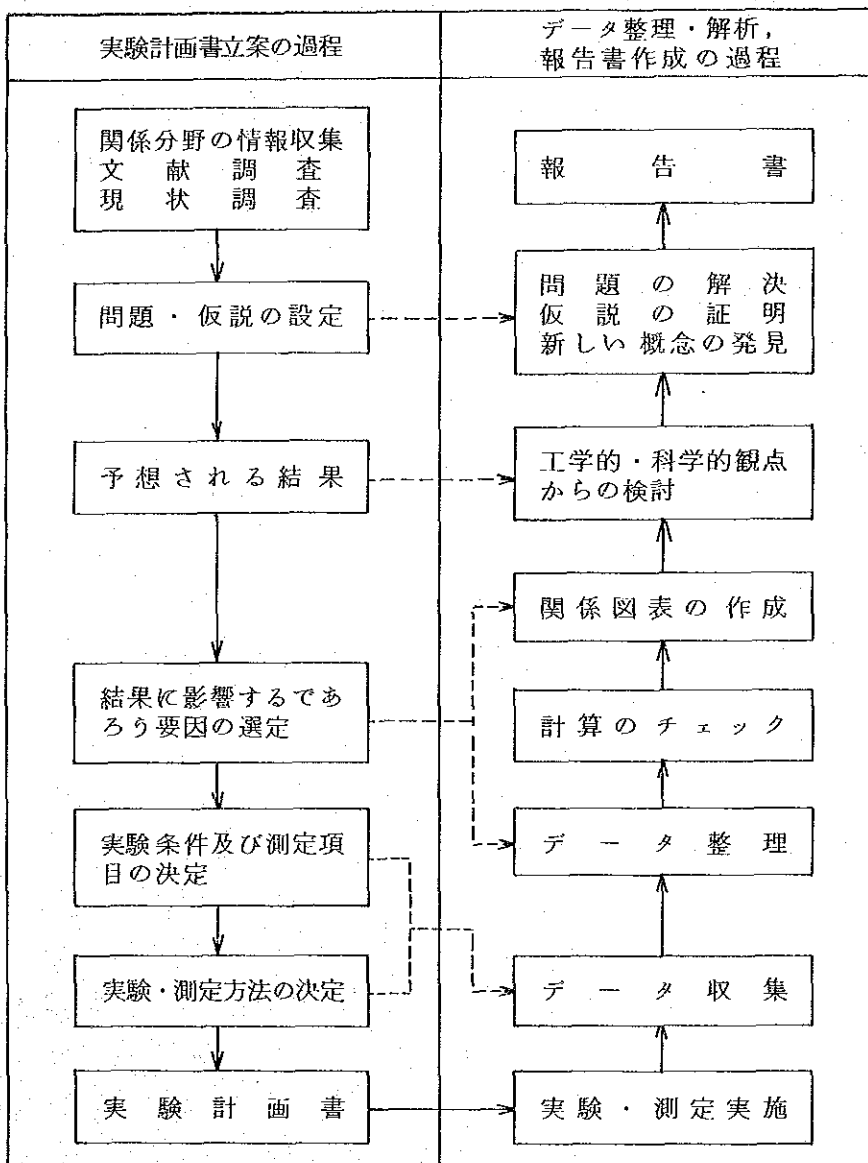 実験計画書立案の過程
データ整理・解析,
報告書作成の過程
関係分野の情報収集
文献調査
現状調査
問題・仮説の設定
予想される結果
結果に影響するであ
ろう要因の選定
実験条件及び測定項
目の決定
実験・測定方法の決定
実験計画書
報告書
問題の解決
仮説の証明
新しい概念の発見
工学的・科学的観点
からの検討
関係図表の作成
計算のチェック
データ整理
データ収集
実験・測定実施